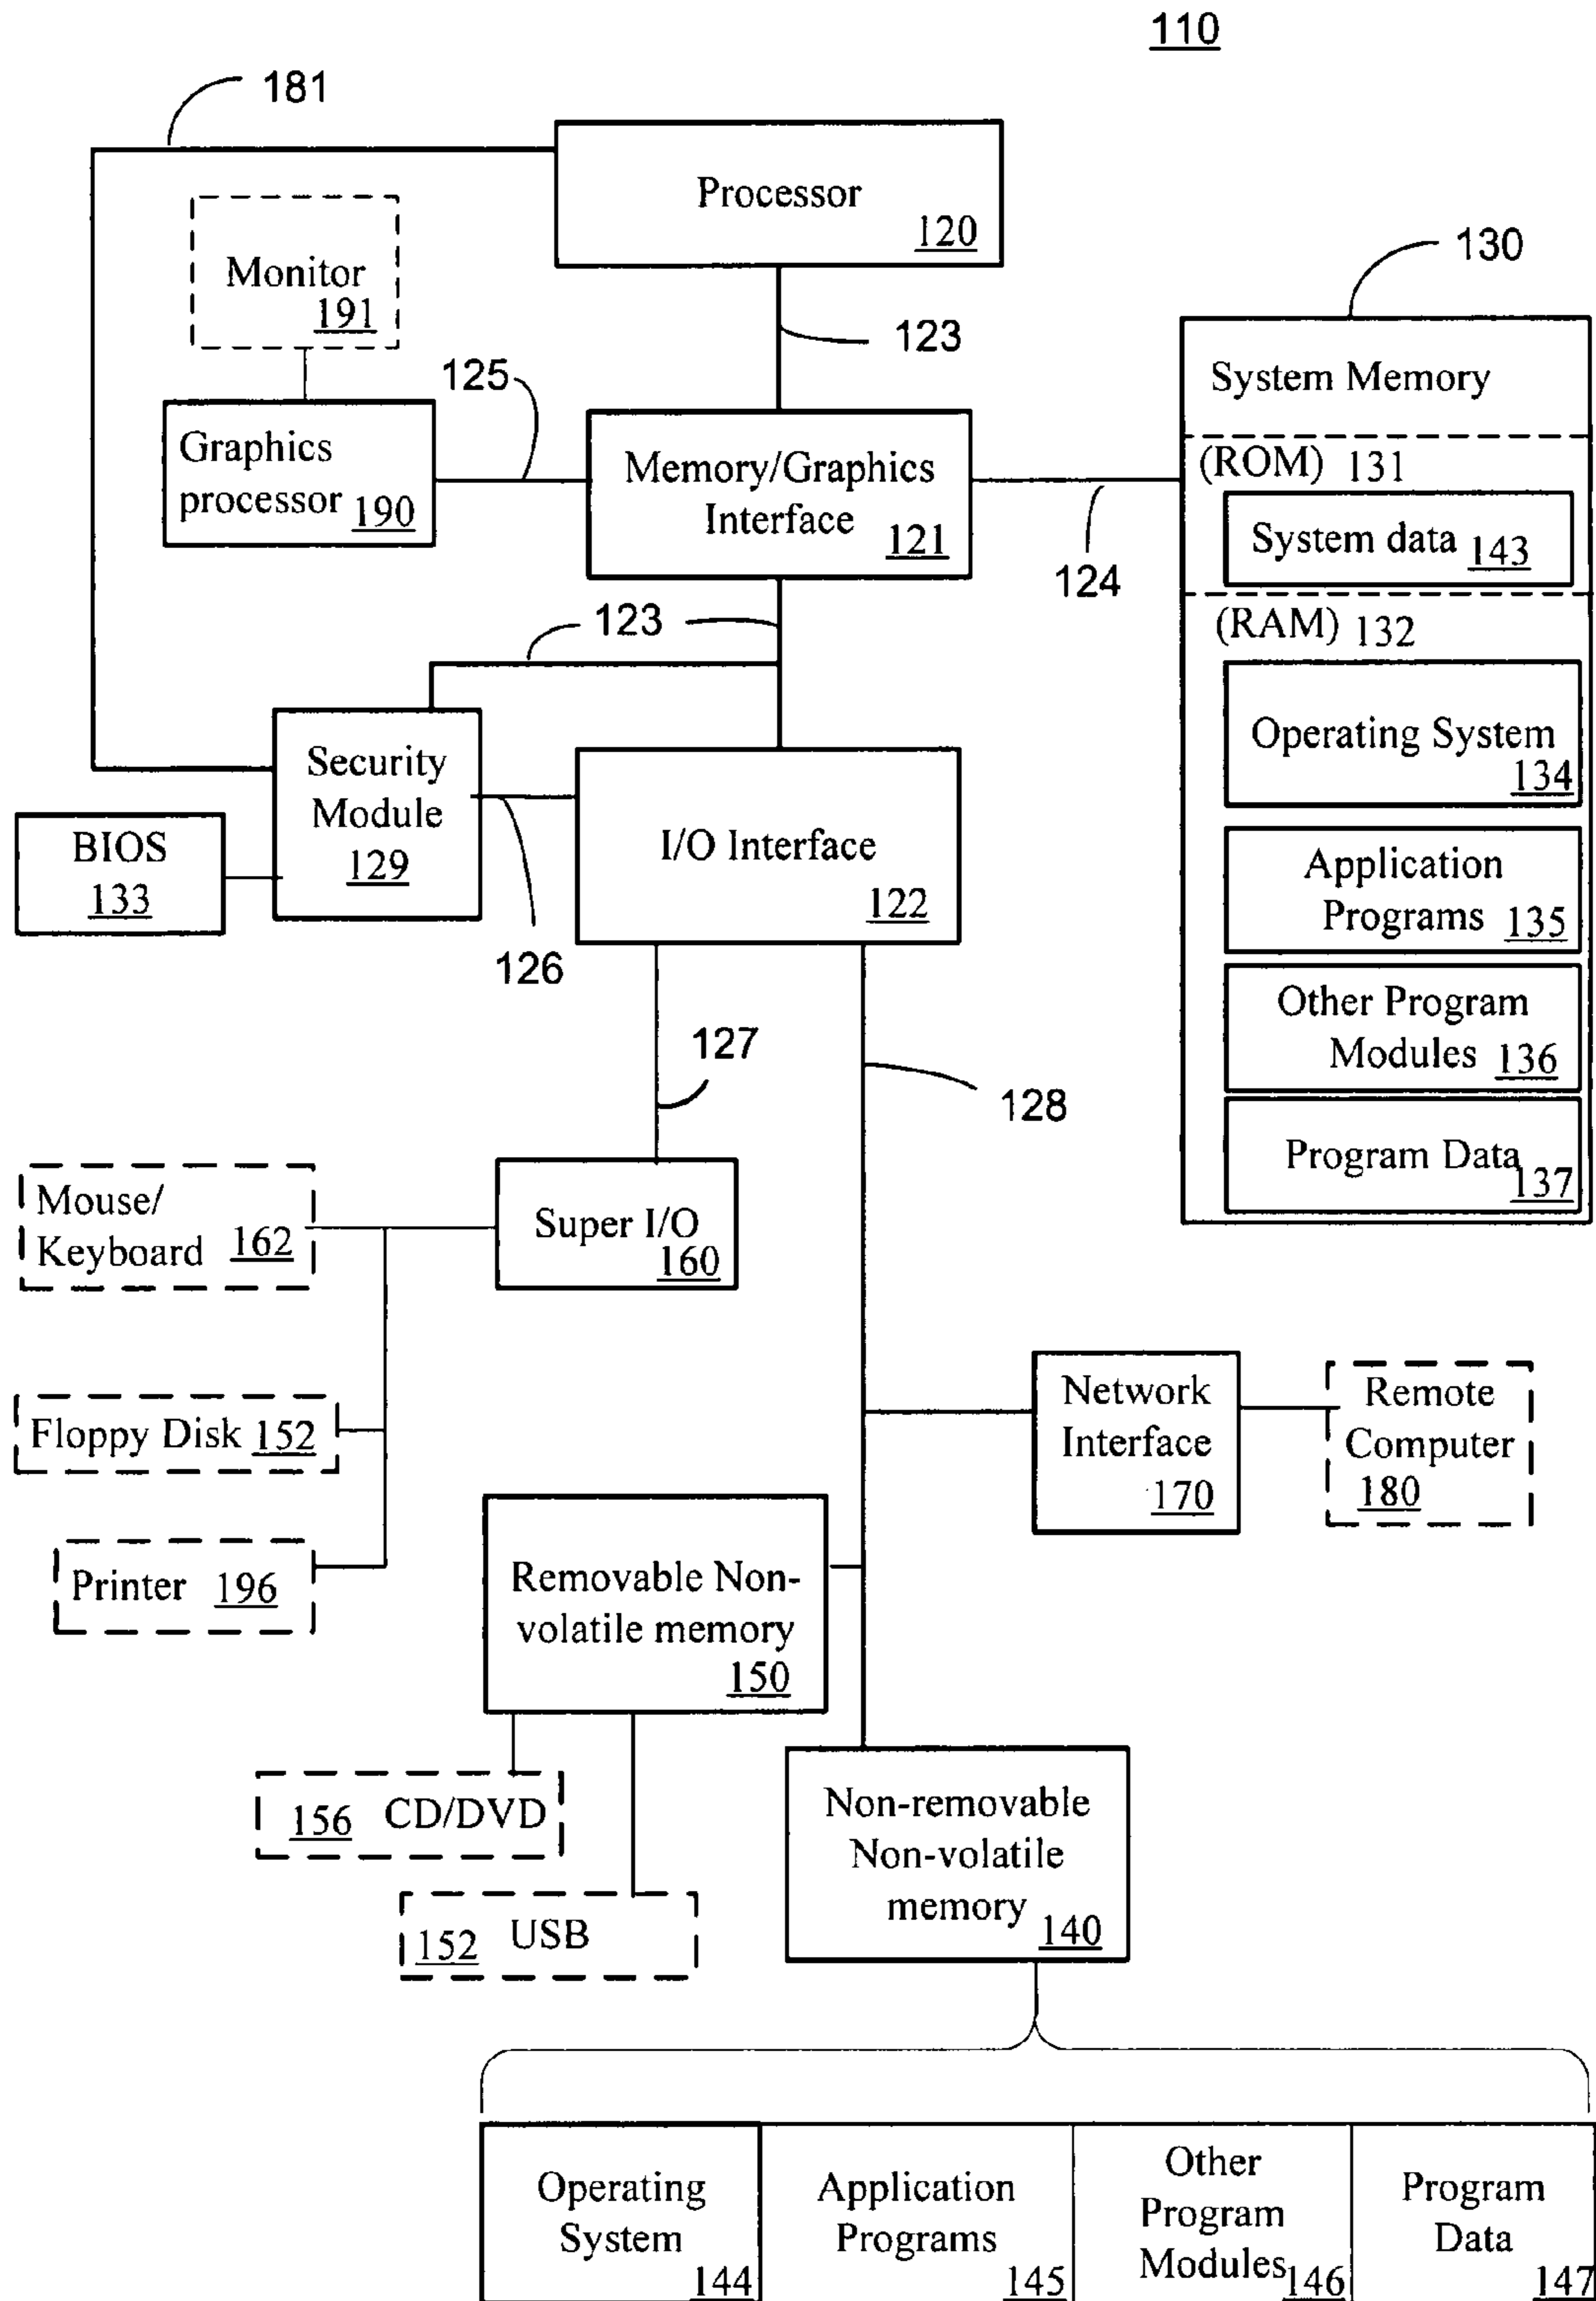 110
181
Processor
120
Monitor
191
130
123
125
System Memory
Graphics
processor 190
Memory/Graphics
Interface
121
(ROM) 131
System data 143
124
123
(RAM) 132
Operating System
134
Security
Module
129
I/O Interface
122
BIOS
133
Application
Programs 135
126
Other Program
Modules 136
127
128
Program Data
137
Mouse/
Keyboard 162
Super I/O
160
Network
Interface
170
Remote
Computer
180
Floppy Disk 152
Printer 196
Removable Non-
volatile memory
150
156 CD/DVD
Non-removable
Non-volatile
memory 140
152 USB
Operating
System
144
Application
Programs
145
Other
Program
Modules 146
Program
Data
147